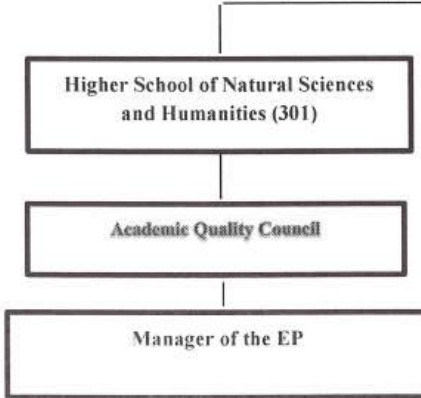 Higher School of Natural Sciences
and Humanities (301)
Academic Quality Council
Manager of the EP